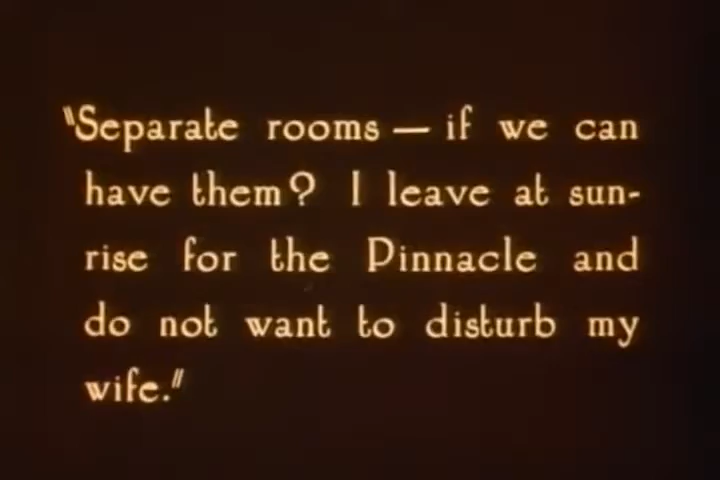 "Separate rooms — if we can
have them? I leave at sun-
rise for the Pinnacle and
do not want to disturb my
wife."